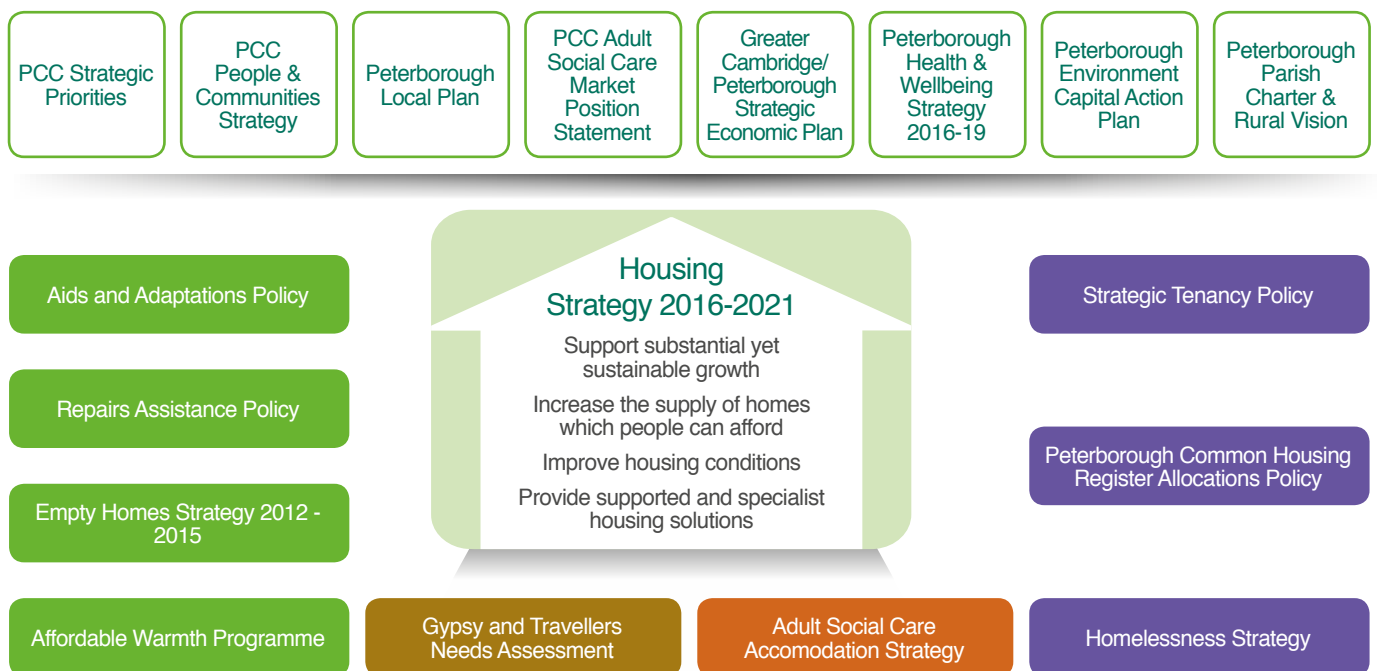 PCC Strategic
Priorities
PCC
People &
Communities
Strategy
Peterborough
Local Plan
PCC Adult
Social Care
Market
Position
Statement
Greater
Cambridge/
Peterborough
Strategic
Economic Plan
Peterborough
Health &
Wellbeing
Strategy
2016-19
Peterborough
Environment
Capital Action
Plan
Peterborough
Parish
Charter &
Rural Vision
Housing
Strategy 2016-2021
Support substantial yet
sustainable growth
Increase the supply of homes
which people can afford
Improve housing conditions
Provide supported and specialist
housing solutions
Aids and Adaptations Policy
Repairs Assistance Policy
Empty Homes Strategy 2012 -
2015
Affordable Warmth Programme
Gypsy and Travellers
Needs Assessment
Adult Social Care
Accomodation Strategy
Strategic Tenancy Policy
Peterborough Common Housing
Register Allocations Policy
Homelessness Strategy